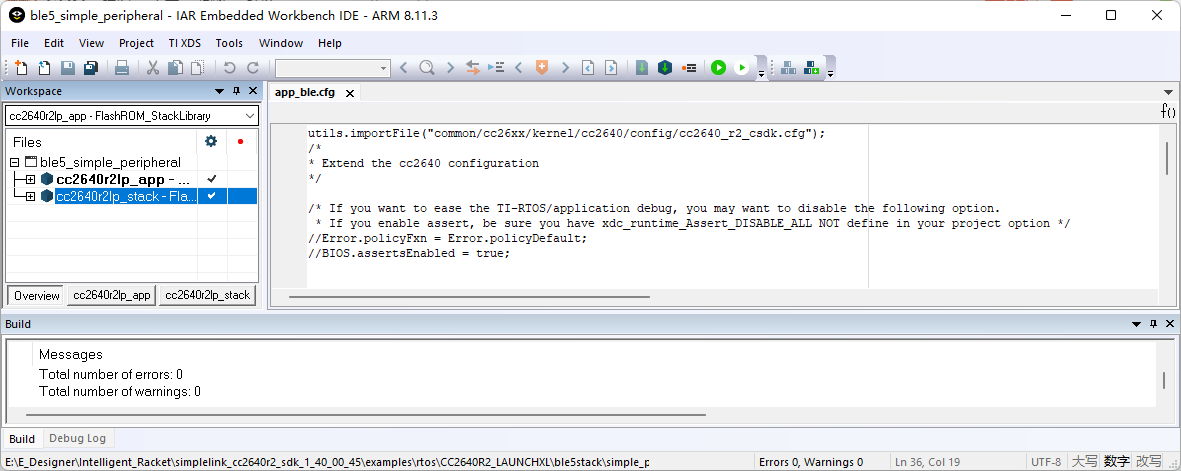 ble5_simple_peripheral - IAR Embedded Workbench IDE - ARM 8.11.3
File Edit View Project TI XDS Tools Window Help
Workspace
cc2640r2lp_app - FlashROM_StackLibrary
Files
ble5_simple_peripheral
cc2640r2lp_app - ...
cc2640r2lp_stack - Fla...
Overview cc2640r2lp_app cc2640r2lp_stack
app_ble.cfg
f()
utils.importFile("common/cc26xx/kernel/cc2640/config/cc2640_r2_csdk.cfg");
/*
* Extend the cc2640 configuration
*/
/* If you want to ease the TI-RTOS/application debug, you may want to disable the following option.
* If you enable assert, be sure you have xdc_runtime_Assert_DISABLE_ALL NOT define in your project option */
//Error.policyFxn = Error.policyDefault;
//BIOS.assertsEnabled = true;
Build
Messages
Total number of errors: 0
Total number of warnings: 0
Build Debug Log
E:\E_Designer\Intelligent_Racket\simplelink_cc2640r2_sdk_1_40_00_45\examples\rtos\CC2640R2_LAUNCHXL\ble5stack\simple_p
Errors 0, Warnings 0
Ln 36, Col 19
UTF-8
大写 数字 改写